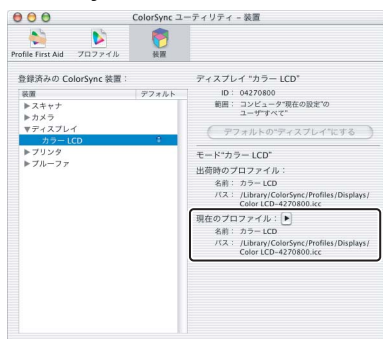 ColorSync ユーティリティ – 装置
Profile First Aid
プロファイル
装置
登録済みの ColorSync 装置：
装置
デフォルト
スキャナ
カメラ
ディスプレイ
カラー LCD
プリンタ
プルーファ
ディスプレイ “カラー LCD”
ID： 04270800
範囲： コンピュータ“現在の設定”の
ユーザ“すべて”
デフォルトの“ディスプレイ”にする
モード“カラー LCD”
出荷時のプロファイル：
名前： カラー LCD
パス： /Library/ColorSync/Profiles/Displays/
Color LCD-4270800.icc
現在のプロファイル：
名前： カラー LCD
パス： /Library/ColorSync/Profiles/Displays/
Color LCD-4270800.icc